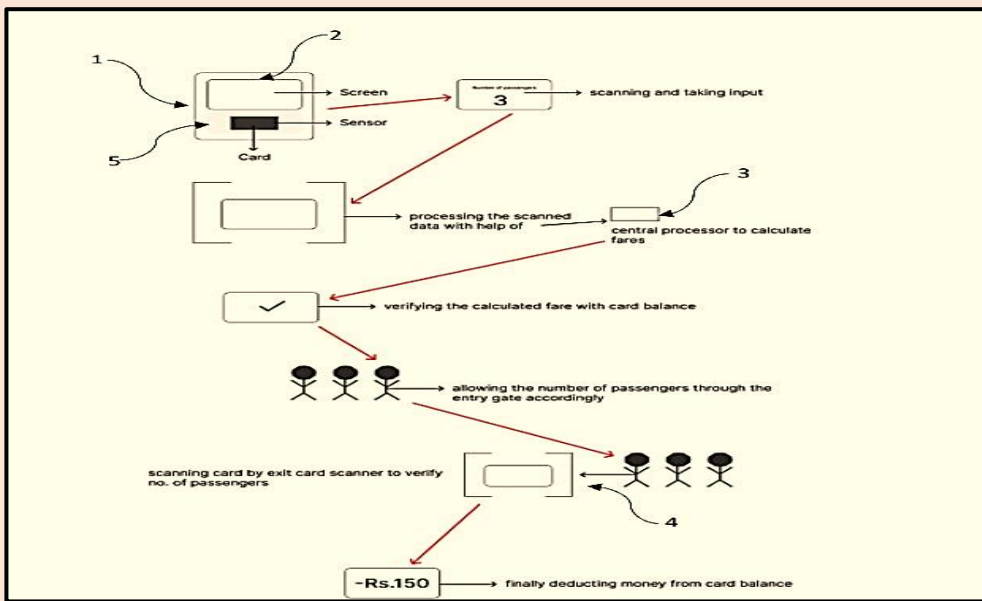 2
1
Screen
Number of passengers
3
scanning and taking input
Sensor
5
Card
3
processing the scanned
data with help of
central processor to calculate
fares
verifying the calculated fare with card balance
allowing the number of passengers through the
entry gate accordingly
scanning card by exit card scanner to verify
no. of passengers
4
-Rs.150
finally deducting money from card balance